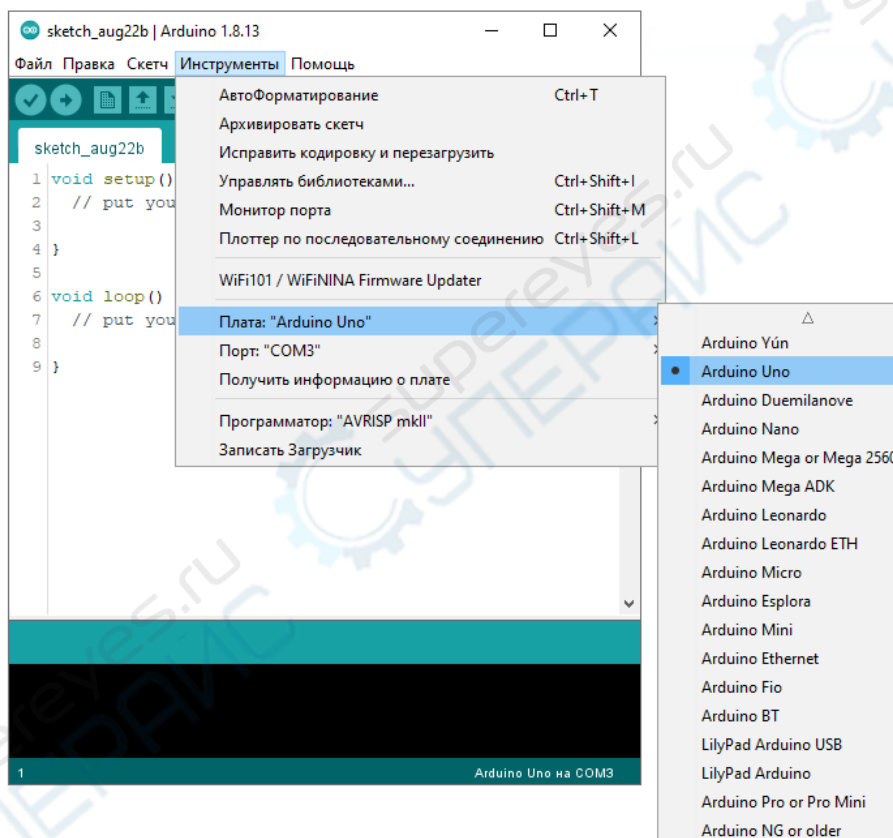 sketch_aug22b | Arduino 1.8.13
Файл Правка Скетч Инструменты Помощь
sketch_aug22b
1 void setup()
2 // put you
3
4 }
5
6 void loop()
7 // put you
8
9 }
АвтоФорматирование Ctrl+T
Архивировать скетч
Исправить кодировку и перезагрузить
Управлять библиотеками... Ctrl+Shift+I
Монитор порта Ctrl+Shift+M
Плоттер по последовательному соединению Ctrl+Shift+L
WiFi101 / WiFiNINA Firmware Updater
Плата: "Arduino Uno"
Порт: "COM3"
Получить информацию о плате
Программатор: "AVRISP mkII"
Записать Загрузчик
Arduino Yún
Arduino Uno
Arduino Duemilanove
Arduino Nano
Arduino Mega or Mega 2560
Arduino Mega ADK
Arduino Leonardo
Arduino Leonardo ETH
Arduino Micro
Arduino Esplora
Arduino Mini
Arduino Ethernet
Arduino Fio
Arduino BT
LilyPad Arduino USB
LilyPad Arduino
Arduino Pro or Pro Mini
Arduino NG or older
1 Arduino Uno на COM3
supereyes.ru
СУПЕРАЙС